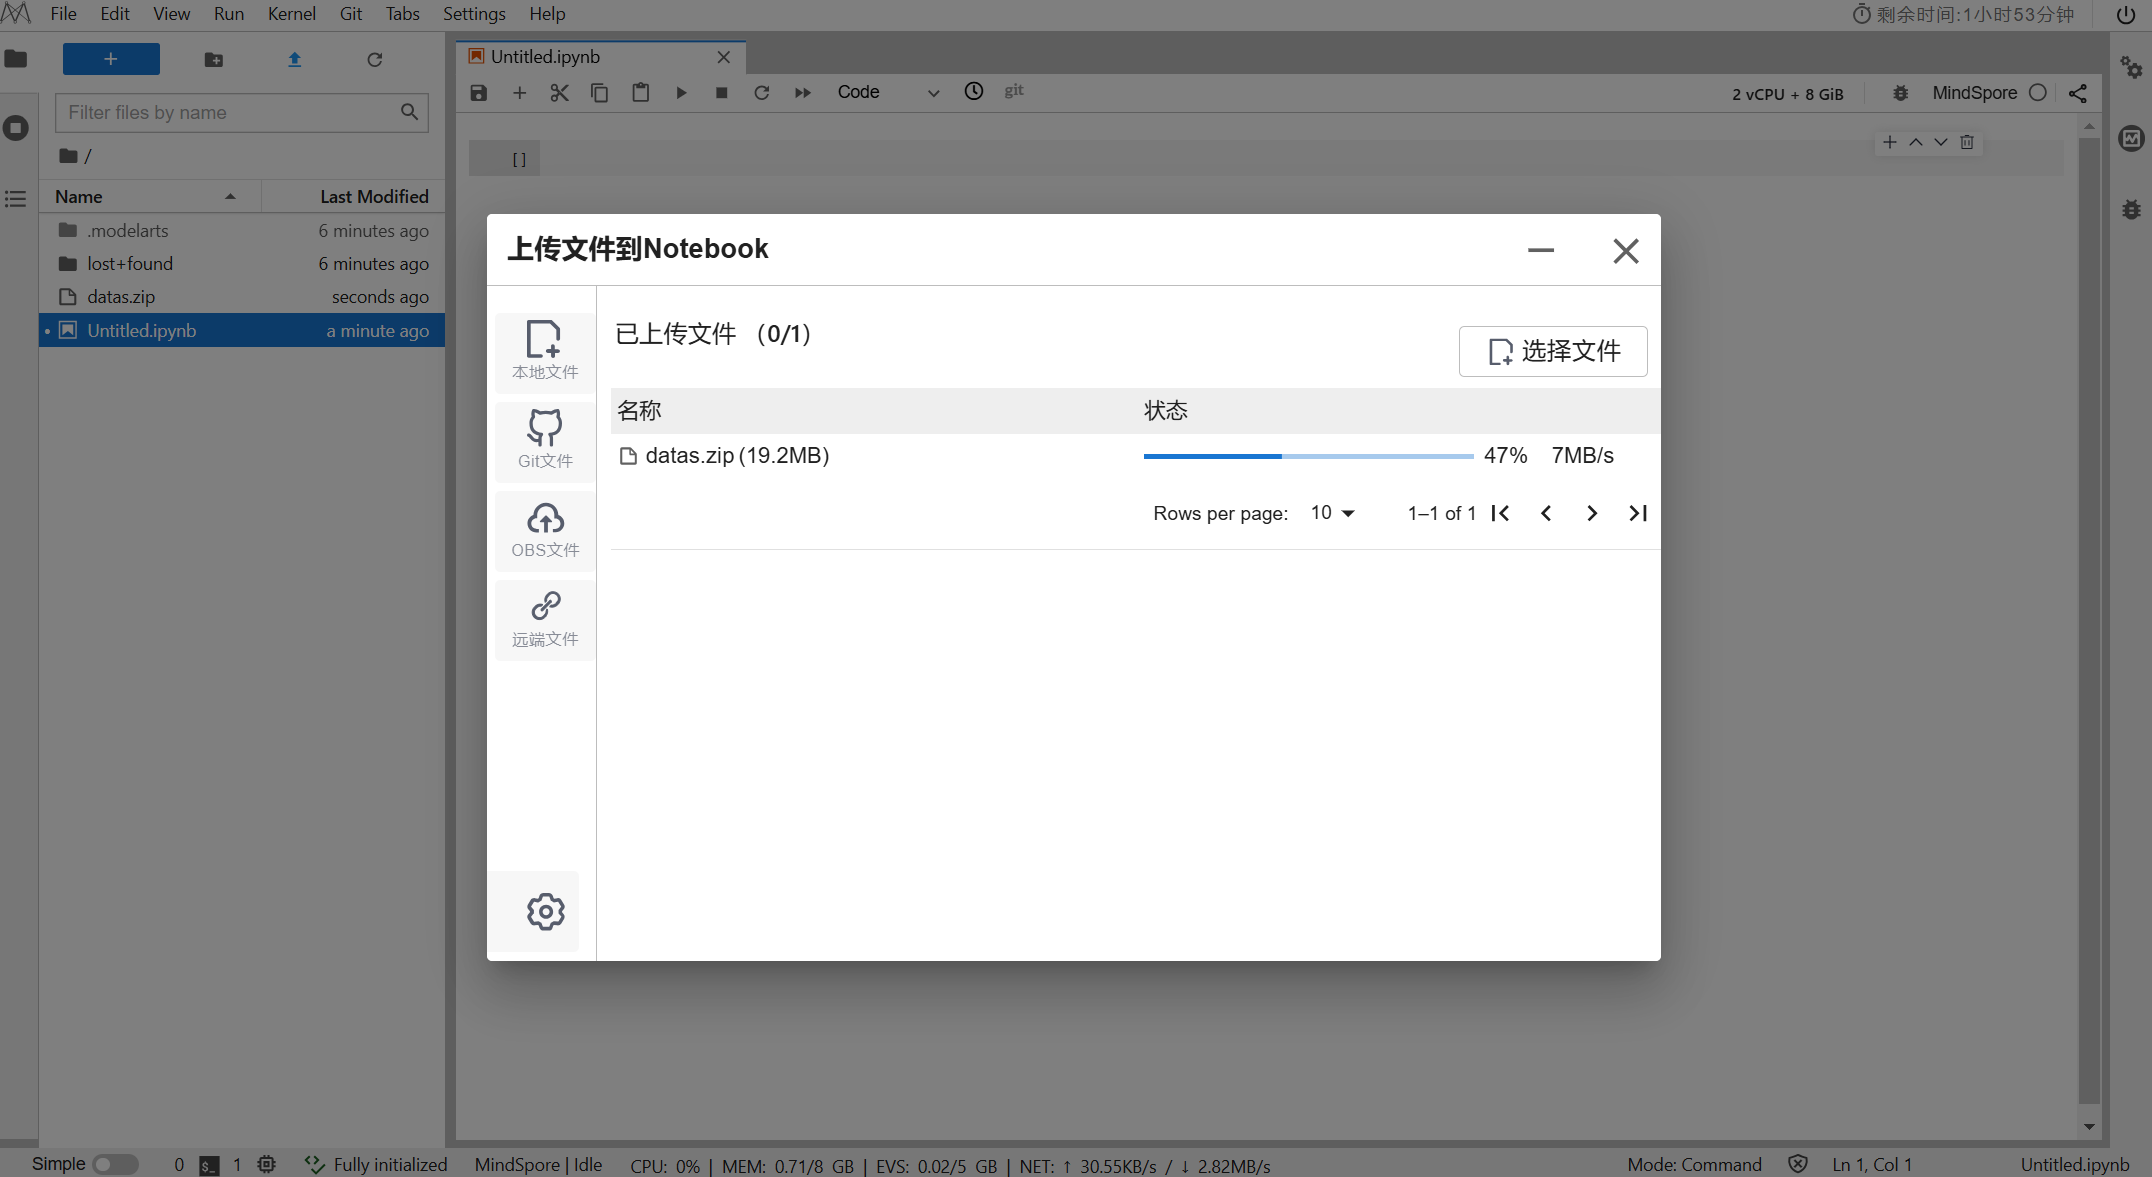 File Edit View Run Kernel Git Tabs Settings Help
剩余时间:1小时53分钟
Untitled.ipynb
Code
git
2 vCPU + 8 GiB
MindSpore
Filter files by name
/
[ ]
Name Last Modified
.modelarts 6 minutes ago
lost+found 6 minutes ago
datas.zip seconds ago
Untitled.ipynb a minute ago
上传文件到Notebook
本地文件
Git文件
OBS文件
远端文件
已上传文件 （0/1）
选择文件
名称 状态
datas.zip (19.2MB) 47% 7MB/s
Rows per page: 10 1–1 of 1
Simple 0 $_ 1 Fully initialized MindSpore | Idle CPU: 0% | MEM: 0.71/8 GB | EVS: 0.02/5 GB | NET: ↑ 30.55KB/s / ↓ 2.82MB/s Mode: Command Ln 1, Col 1 Untitled.ipynb